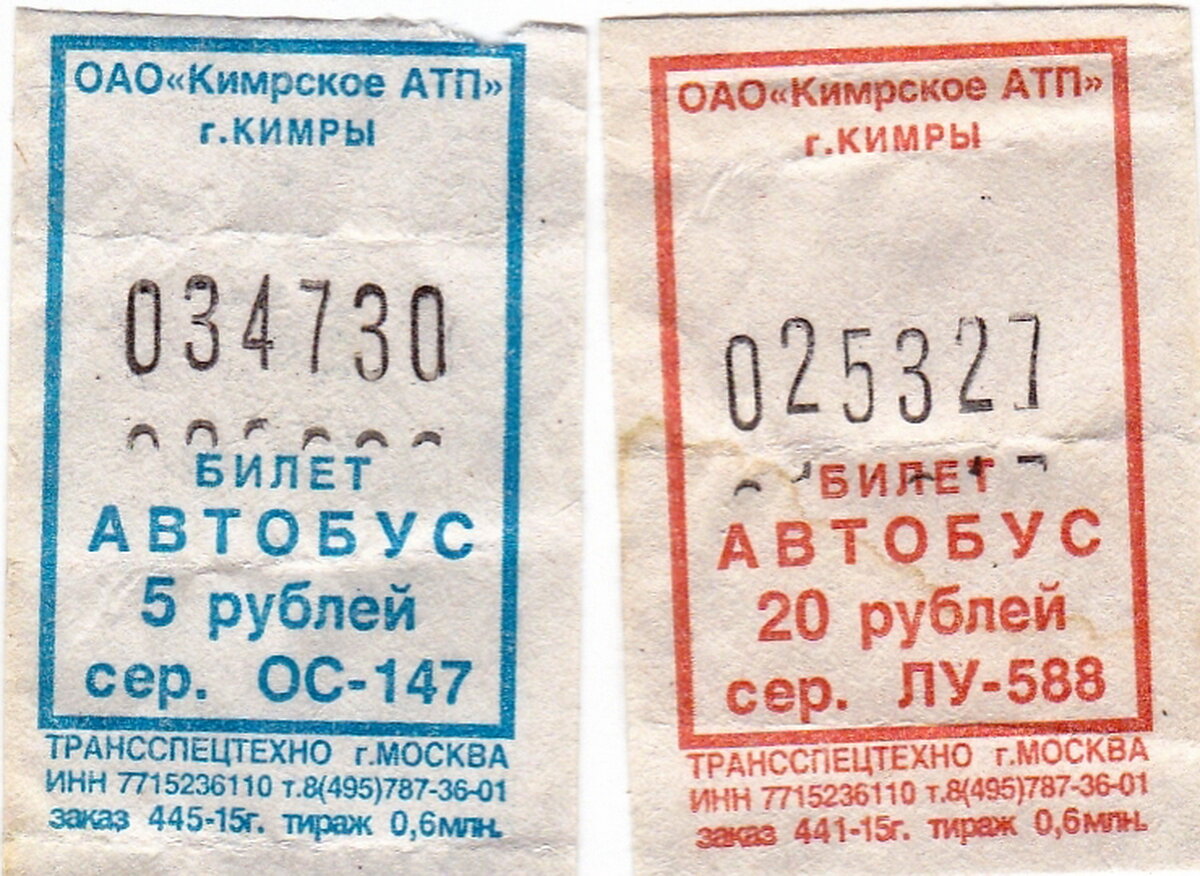 ОАО«Кимрское АТП»
г.КИМРЫ
034730
БИЛЕТ
АВТОБУС
5 рублей
сер. ОС-147
ТРАНССПЕЦТЕХНО г.МОСКВА
ИНН 7715236110 т.8(495)787-36-01
заказ 445-15г. тираж 0,6млн.
ОАО«Кимрское АТП»
г.КИМРЫ
025327
БИЛЕТ
АВТОБУС
20 рублей
сер. ЛУ-588
ТРАНССПЕЦТЕХНО г.МОСКВА
ИНН 7715236110 т.8(495)787-36-01
заказ 441-15г. тираж 0,6млн.